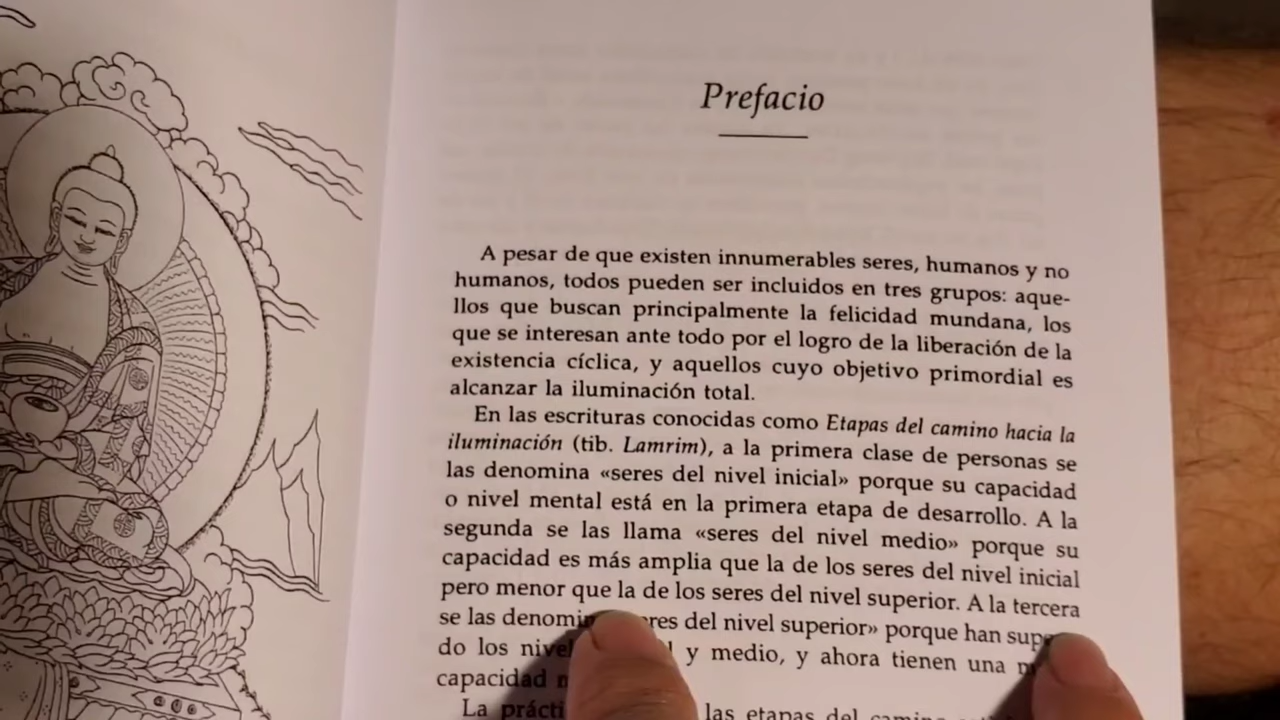 Prefacio
A pesar de que existen innumerables seres, humanos y no
humanos, todos pueden ser incluidos en tres grupos: aque-
llos que buscan principalmente la felicidad mundana, los
que se interesan ante todo por el logro de la liberación de la
existencia cíclica, y aquellos cuyo objetivo primordial es
alcanzar la iluminación total.
En las escrituras conocidas como Etapas del camino hacia la
iluminación (tib. Lamrim), a la primera clase de personas se
las denomina «seres del nivel inicial» porque su capacidad
o nivel mental está en la primera etapa de desarrollo. A la
segunda se las llama «seres del nivel medio» porque su
capacidad es más amplia que la de los seres del nivel inicial
pero menor que la de los seres del nivel superior. A la tercera
se las del nivel superior» porque han
do los y medio, y ahora tienen una
capacidad
La las etapas del camino